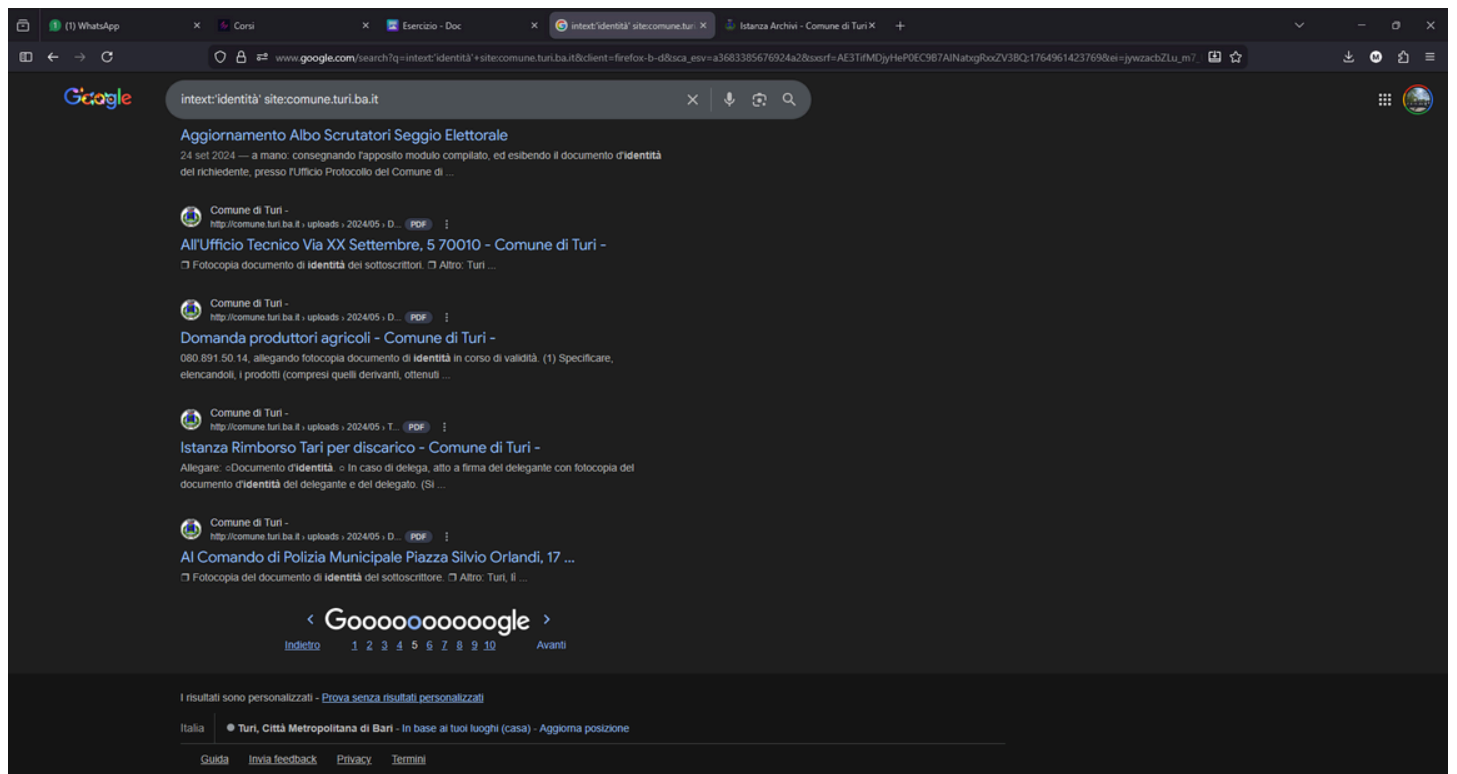 (1) WhatsApp
Corsi
Esercizio - Doc
intext:'identità' site:comune.turi.
Istanza Archivi - Comune di Turi
www.google.com/search?q=intext:'identità'+site:comune.turi.ba.it&client=firefox-b-d&sca_esv=a3683385676924a2&sxsrf=
intext:'identità' site:comune.turi.ba.it
Aggiornamento Albo Scrutatori Seggio Elettorale
24 set 2024 — a mano: consegnando l'apposito modulo compilato, ed esibendo il documento d'identità
del richiedente, presso l'Ufficio Protocollo del Comune di ...
Comune di Turi -
http://comune.turi.ba.it › uploads › 2024/05 › D... PDF
All'Ufficio Tecnico Via XX Settembre, 5 70010 - Comune di Turi -
❐ Fotocopia documento di identità dei sottoscrittori. ❐ Altro: Turi ...
Comune di Turi -
http://comune.turi.ba.it › uploads › 2024/05 › D... PDF
Domanda produttori agricoli - Comune di Turi -
080.891.50.14, allegando fotocopia documento di identità in corso di validità. (1) Specificare,
elencandoli, i prodotti (compresi quelli derivanti, ottenuti ...
Comune di Turi -
http://comune.turi.ba.it › uploads › 2024/05 › T... PDF
Istanza Rimborso Tari per discarico - Comune di Turi -
Allegare: ○Documento d'identità. ○ In caso di delega, atto a firma del delegante con fotocopia del
documento d'identità del delegante e del delegato. (Si ...
Comune di Turi -
http://comune.turi.ba.it › uploads › 2024/05 › D... PDF
Al Comando di Polizia Municipale Piazza Silvio Orlandi, 17 ...
❐ Fotocopia del documento di identità del sottoscrittore. ❐ Altro: Turi, lì ...
< Goooooooooogle >
Indietro 1 2 3 4 5 6 7 8 9 10 Avanti
I risultati sono personalizzati - Prova senza risultati personalizzati
Italia Turi, Città Metropolitana di Bari - In base ai tuoi luoghi (casa) - Aggiorna posizione
Guida Invia feedback Privacy Termini